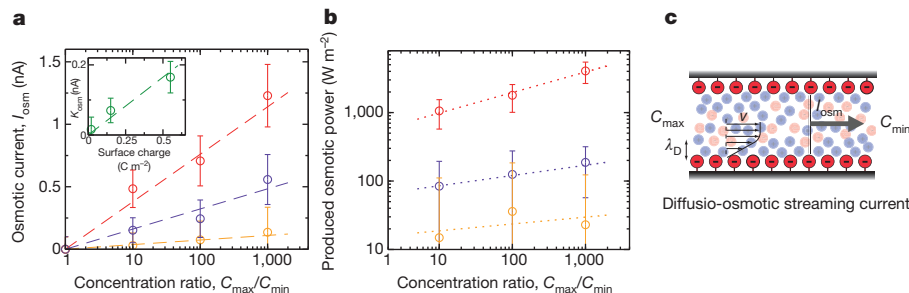 a
Osmotic current, I_osm (nA)
1.5
1.0
0.5
0
1
10
100
1,000
Concentration ratio, C_max/C_min
K_osm (nA)
0.2
0.1
0
0
0.25
0.5
Surface charge
(C m⁻²)
b
Produced osmotic power (W m⁻²)
1,000
100
10
1
10
100
1,000
Concentration ratio, C_max/C_min
c
C_max
v
I_osm
C_min
λ_D
Diffusio-osmotic streaming current